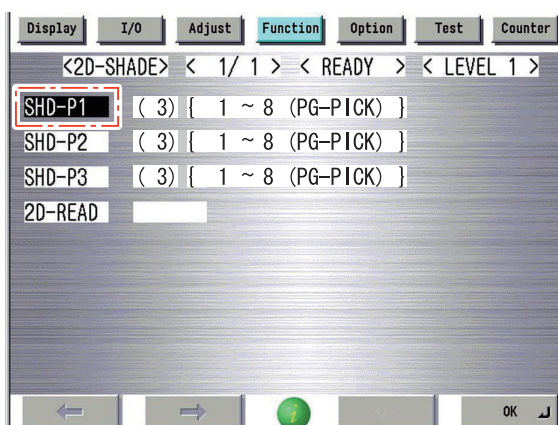 Display I/O Adjust Function Option Test Counter
<2D-SHADE> < 1/ 1 > < READY > < LEVEL 1 >
SHD-P1 ( 3) { 1 ~ 8 (PG-PICK) }
SHD-P2 ( 3) { 1 ~ 8 (PG-PICK) }
SHD-P3 ( 3) { 1 ~ 8 (PG-PICK) }
2D-READ
+/- OK